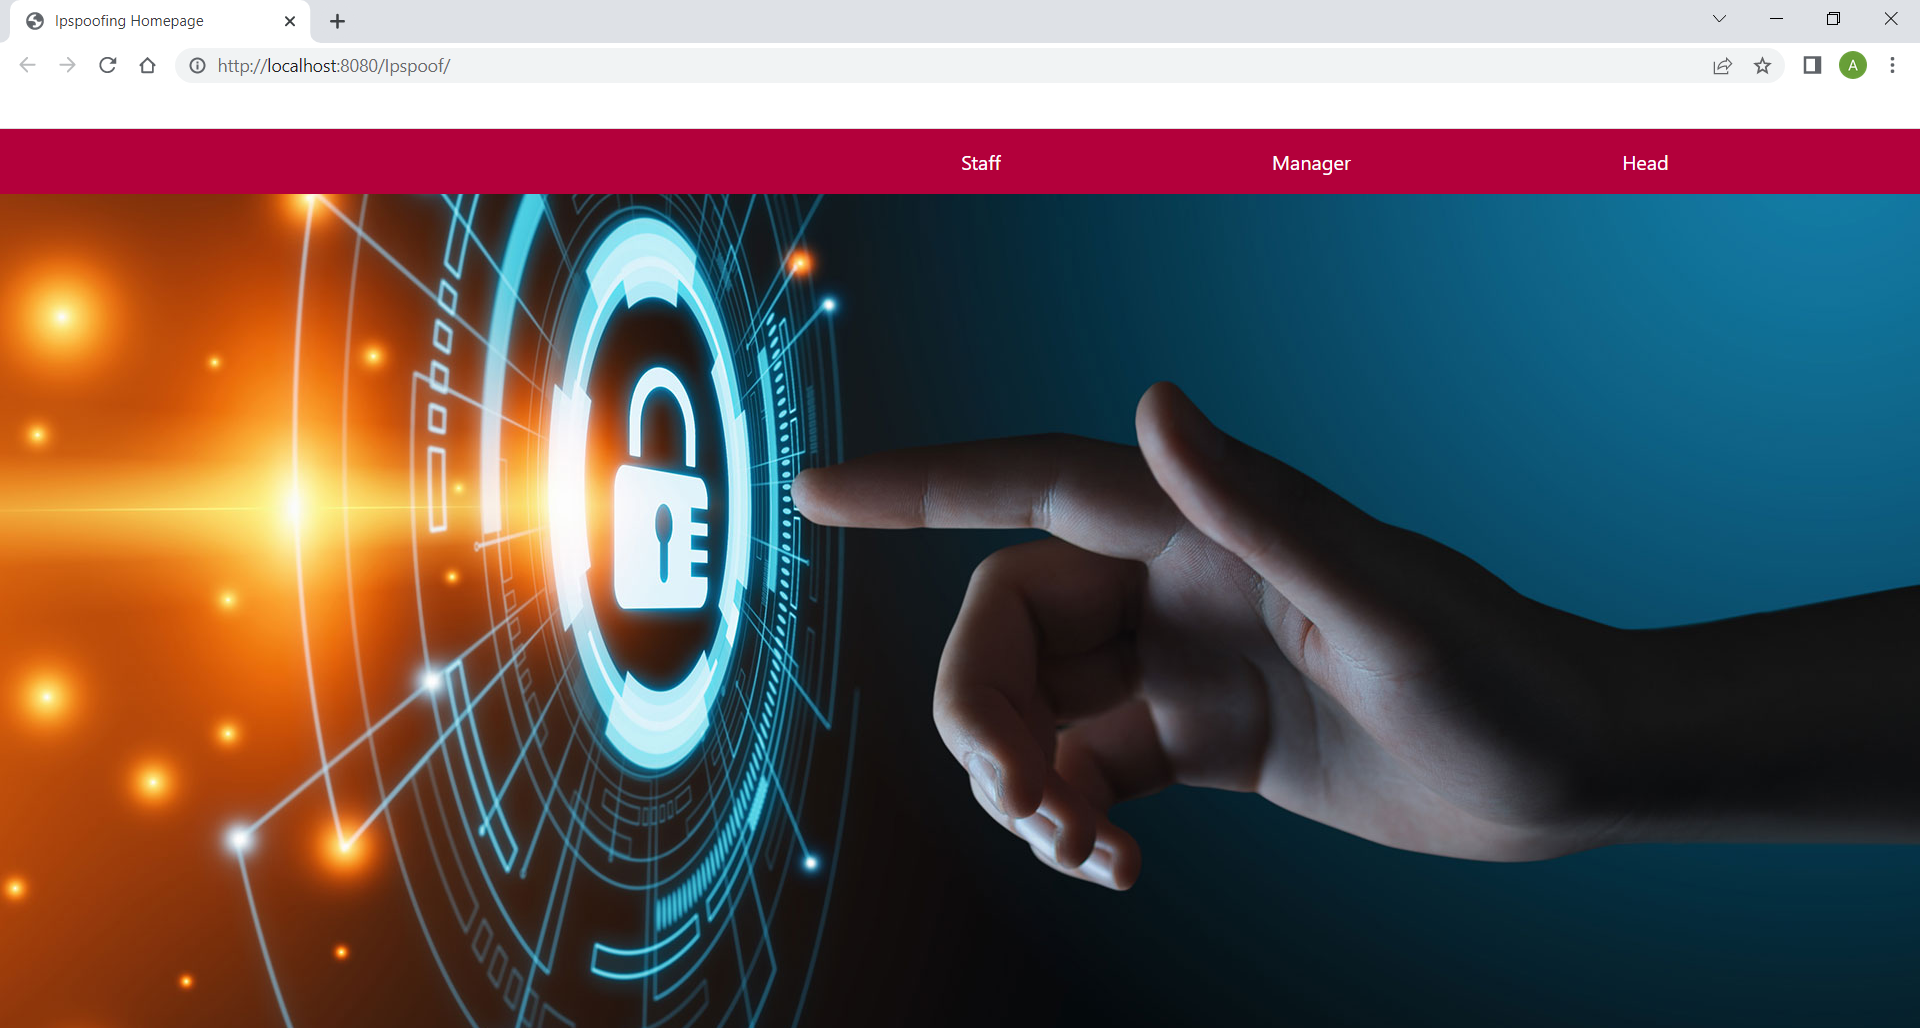 Ipspoofing Homepage
http://localhost:8080/Ipspoof/
A
Staff Manager Head